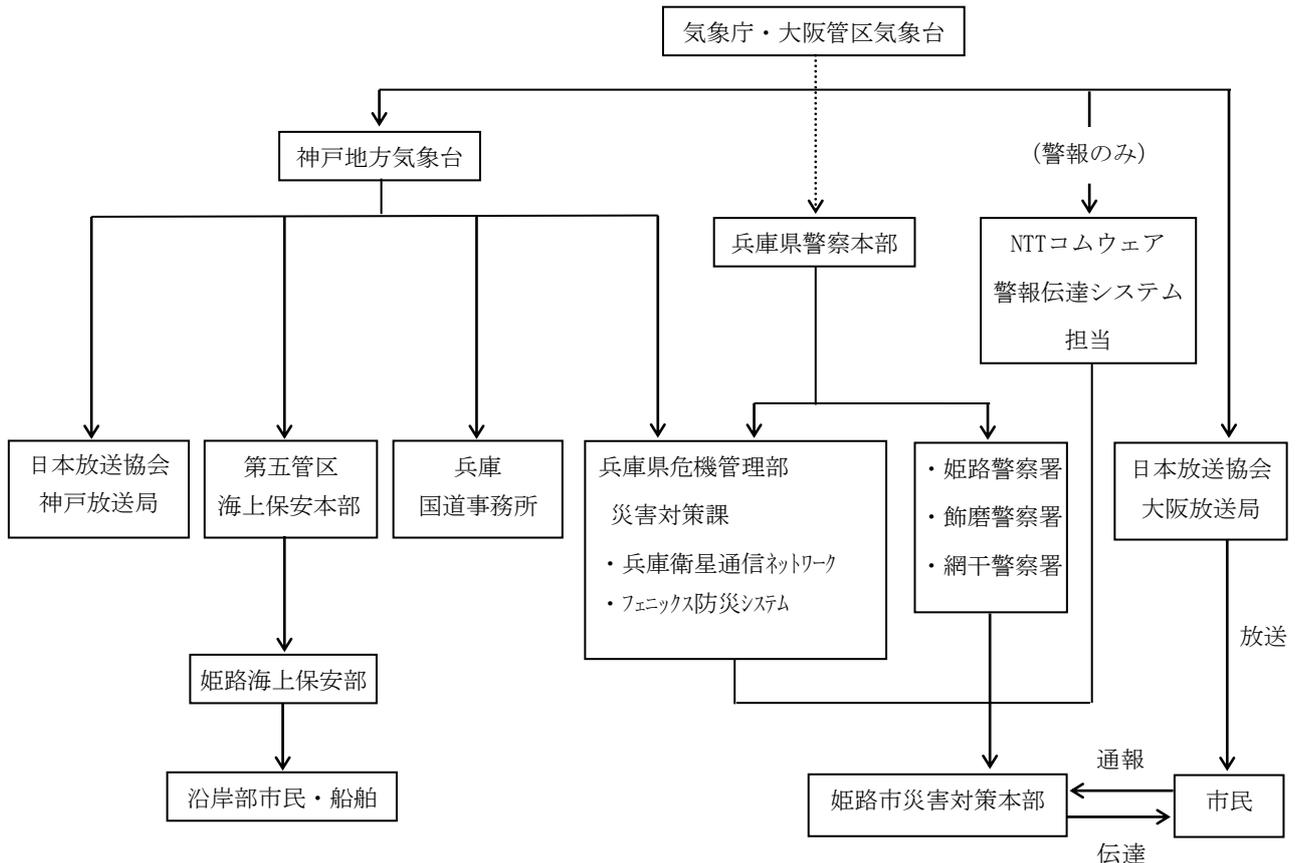 気象庁・大阪管区気象台
神戸地方気象台
(警報のみ)
兵庫県警察本部
NTTコムウェア
警報伝達システム
担当
日本放送協会
神戸放送局
第五管区
海上保安本部
兵庫
国道事務所
兵庫県危機管理部
災害対策課
・兵庫衛星通信ﾈｯﾄﾜｰｸ
・ﾌｪﾆｯｸｽ防災ｼｽﾃﾑ
・姫路警察署
・飾磨警察署
・網干警察署
日本放送協会
大阪放送局
放送
姫路海上保安部
沿岸部市民・船舶
姫路市災害対策本部
通報
市民
伝達